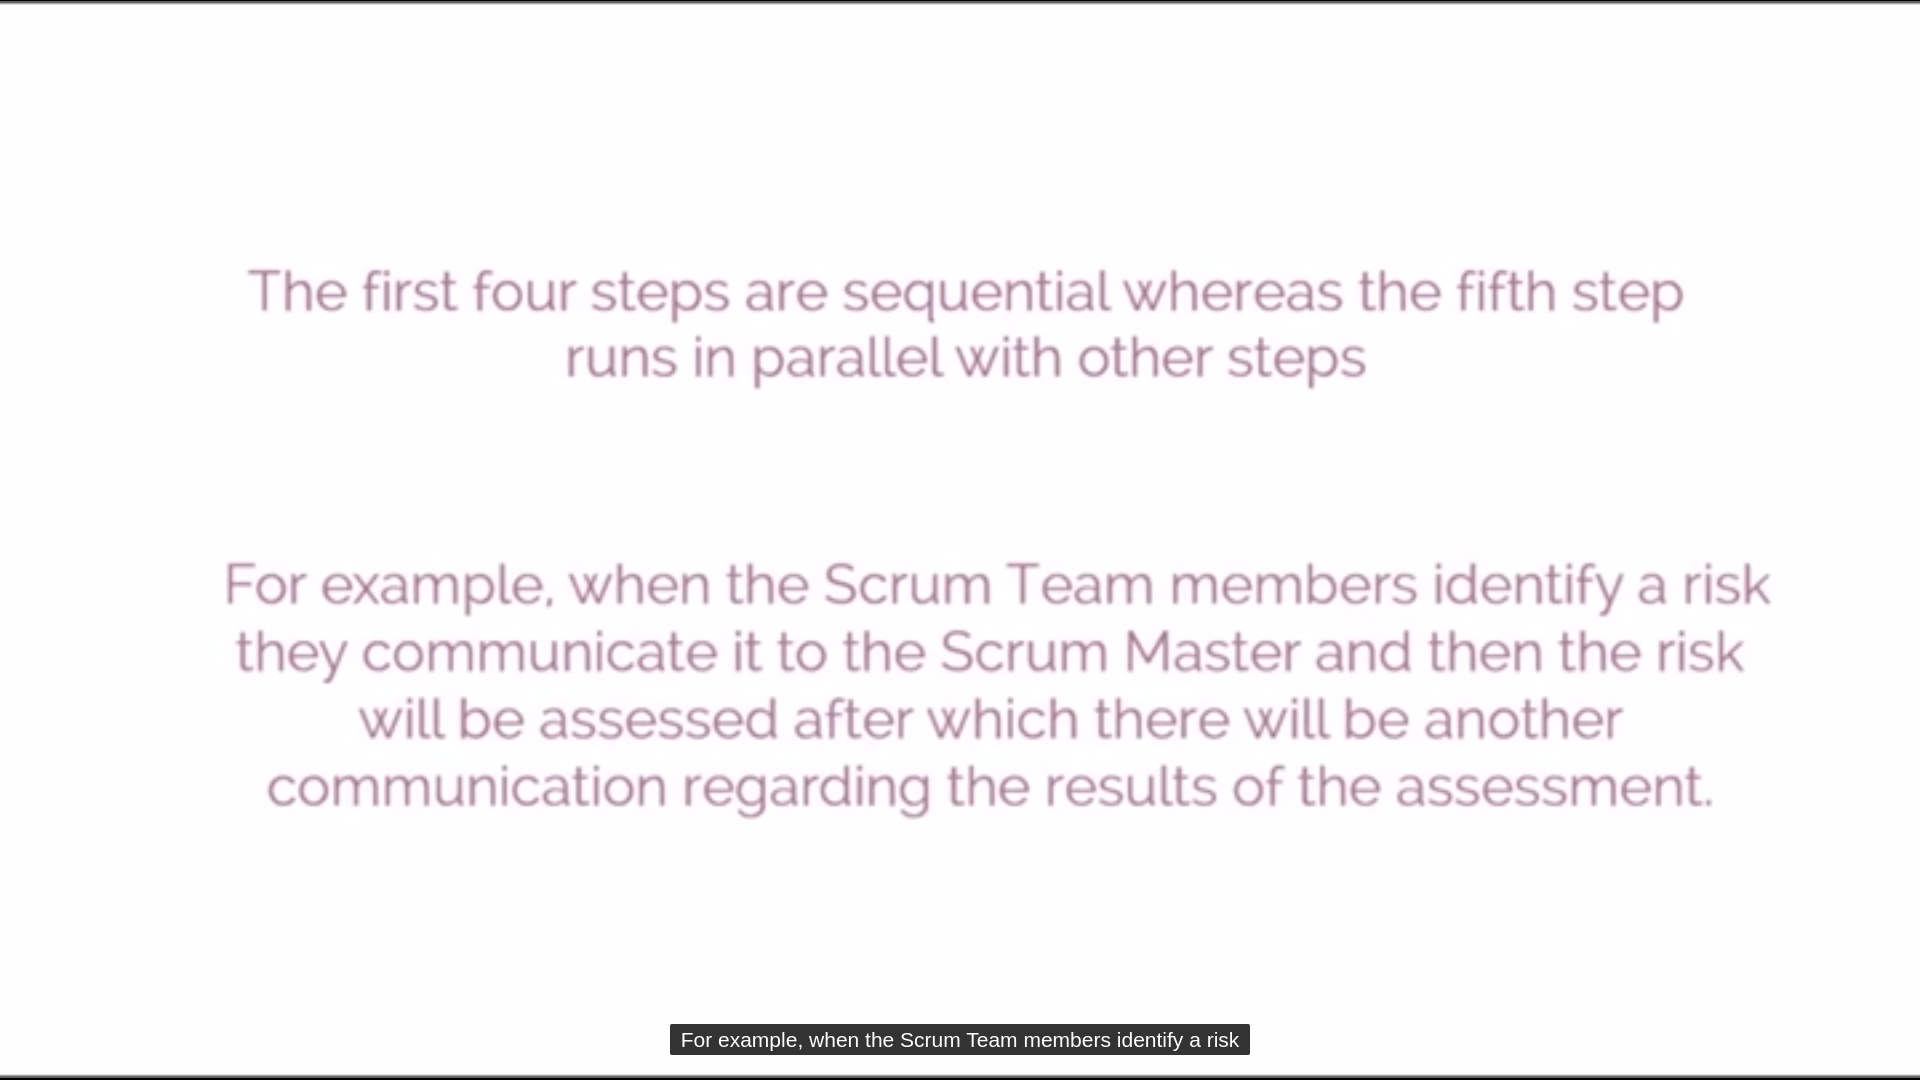 The first four steps are sequential whereas the fifth step
runs in parallel with other steps
For example, when the Scrum Team members identify a risk
they communicate it to the Scrum Master and then the risk
will be assessed after which there will be another
communication regarding the results of the assessment.
For example, when the Scrum Team members identify a risk